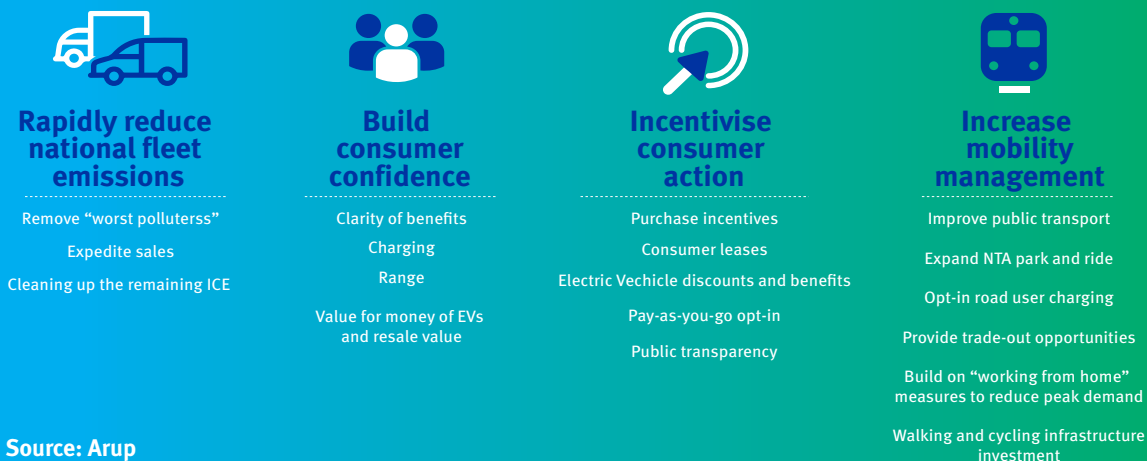 Rapidly reduce
national fleet
emissions
Remove “worst polluterss”
Expedite sales
Cleaning up the remaining ICE
Build
consumer
confidence
Clarity of benefits
Charging
Range
Value for money of EVs
and resale value
Incentivise
consumer
action
Purchase incentives
Consumer leases
Electric Vechicle discounts and benefits
Pay-as-you-go opt-in
Public transparency
Increase
mobility
management
Improve public transport
Expand NTA park and ride
Opt-in road user charging
Provide trade-out opportunities
Build on “working from home”
measures to reduce peak demand
Walking and cycling infrastructure
investment
Source: Arup